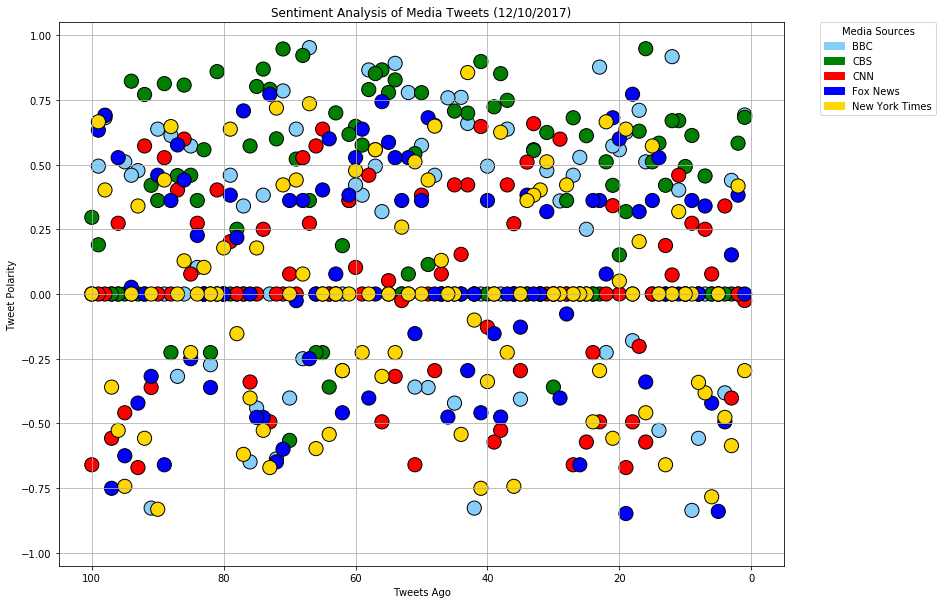 Sentiment Analysis of Media Tweets (12/10/2017)
Media Sources
BBC
CBS
CNN
Fox News
New York Times
Tweet Polarity
1.00
0.75
0.50
0.25
0.00
−0.25
−0.50
−0.75
−1.00
100 80 60 40 20 0
Tweets Ago